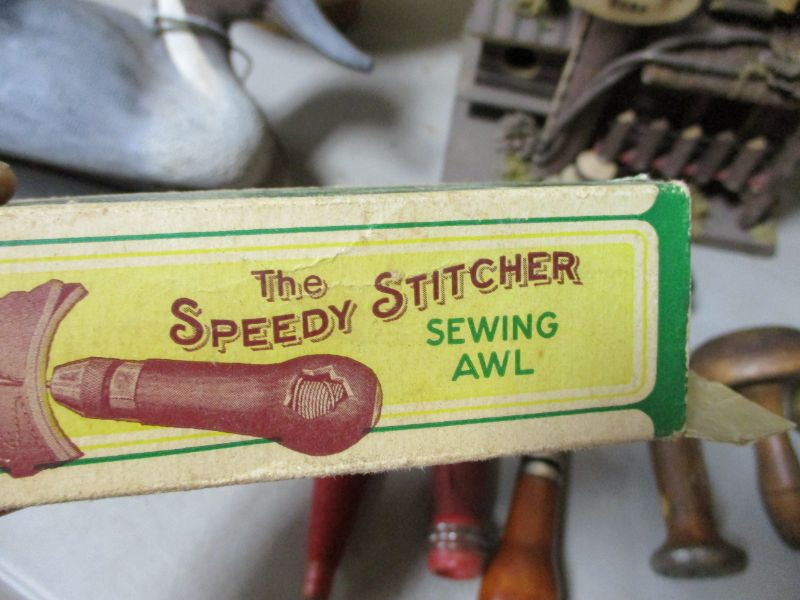 The
SPEEDY STITCHER
SEWING
AWL